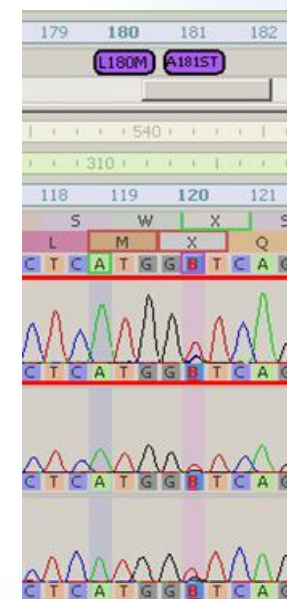 179 180 181 182
L180M A181ST
540
310
118 119 120 121
S W X S
L M X Q
C T C A T G G B T C A G
C T C A T G G B T C A G
C T C A T G G B T C A G
C T C A T G G B T C A G